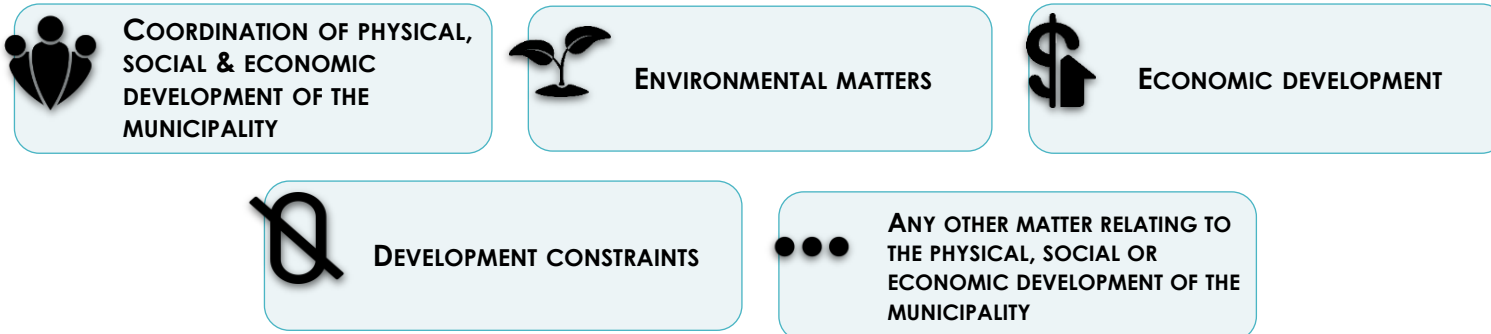 COORDINATION OF PHYSICAL,
SOCIAL & ECONOMIC
DEVELOPMENT OF THE
MUNICIPALITY
ENVIRONMENTAL MATTERS
ECONOMIC DEVELOPMENT
DEVELOPMENT CONSTRAINTS
ANY OTHER MATTER RELATING TO
THE PHYSICAL, SOCIAL OR
ECONOMIC DEVELOPMENT OF THE
MUNICIPALITY